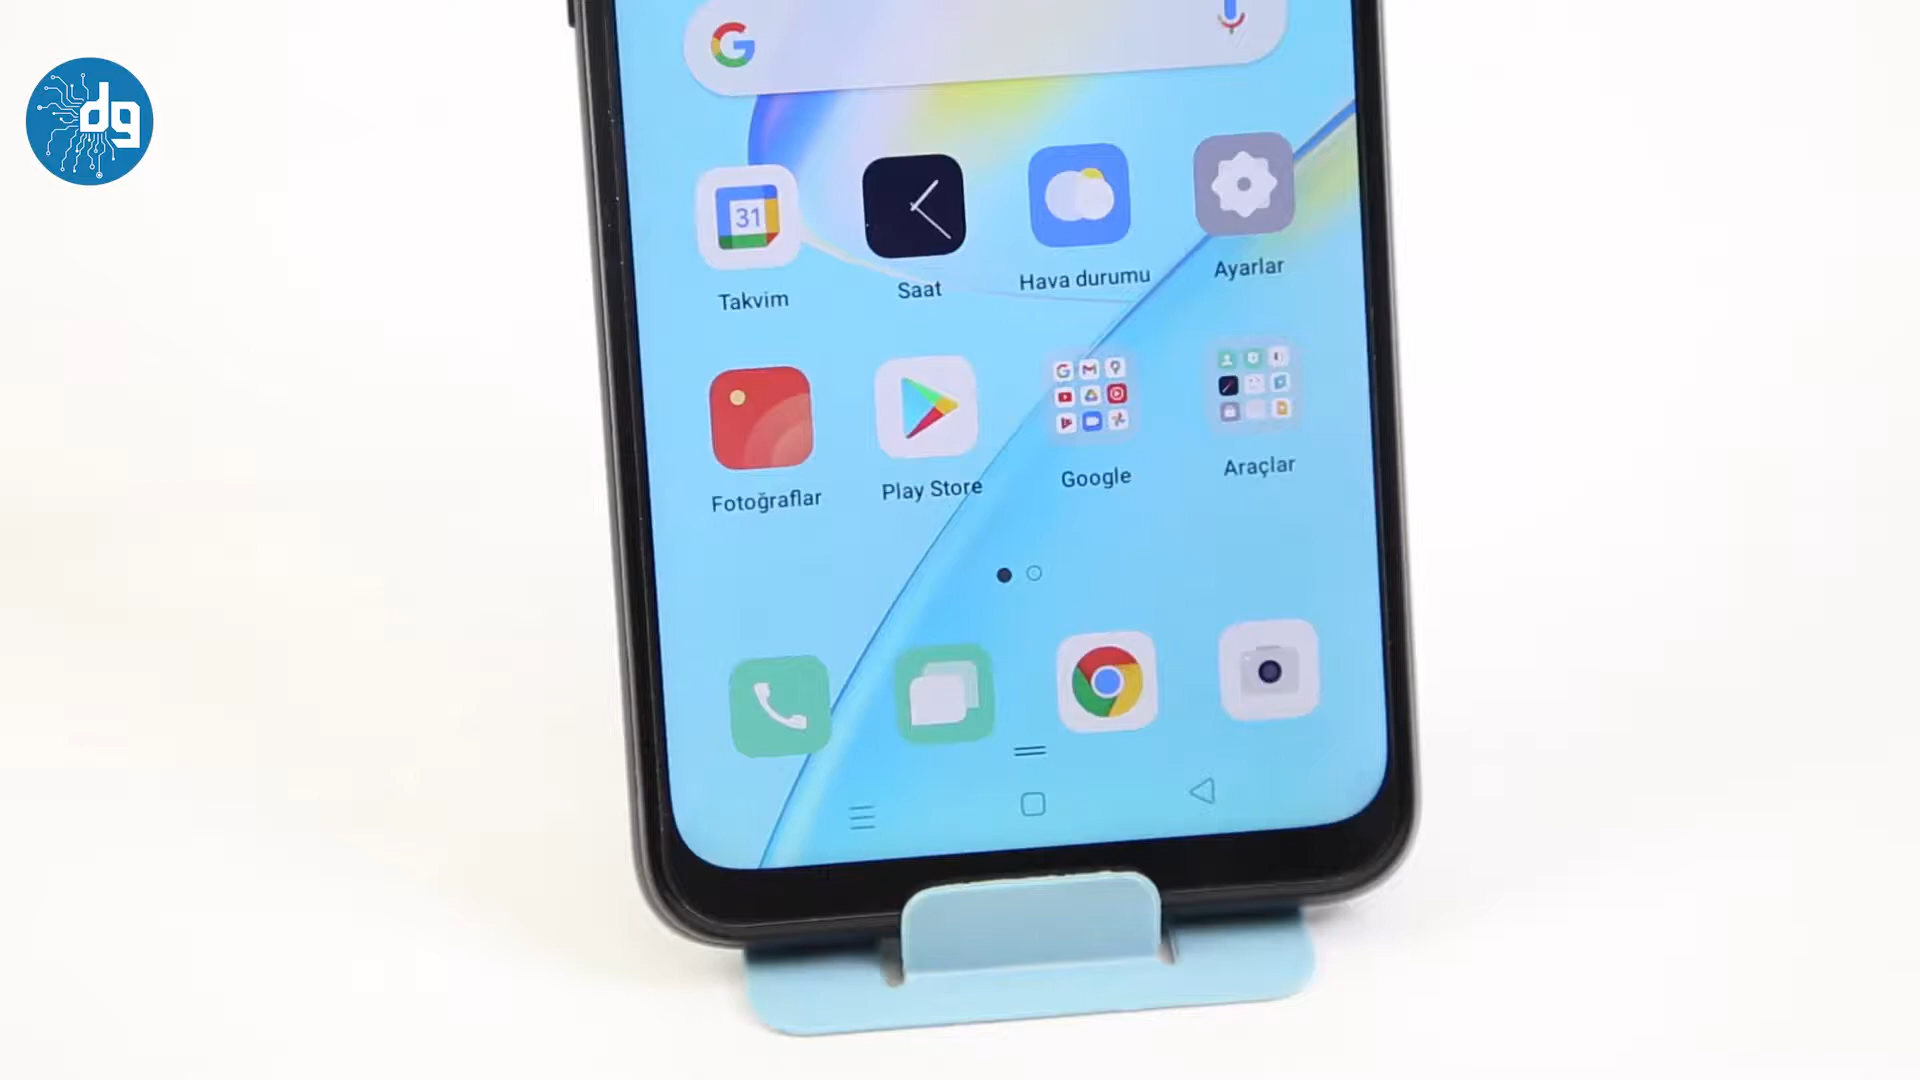 dg
31
Takvim
Saat
Hava durumu
Ayarlar
Fotoğraflar
Play Store
Google
Araçlar